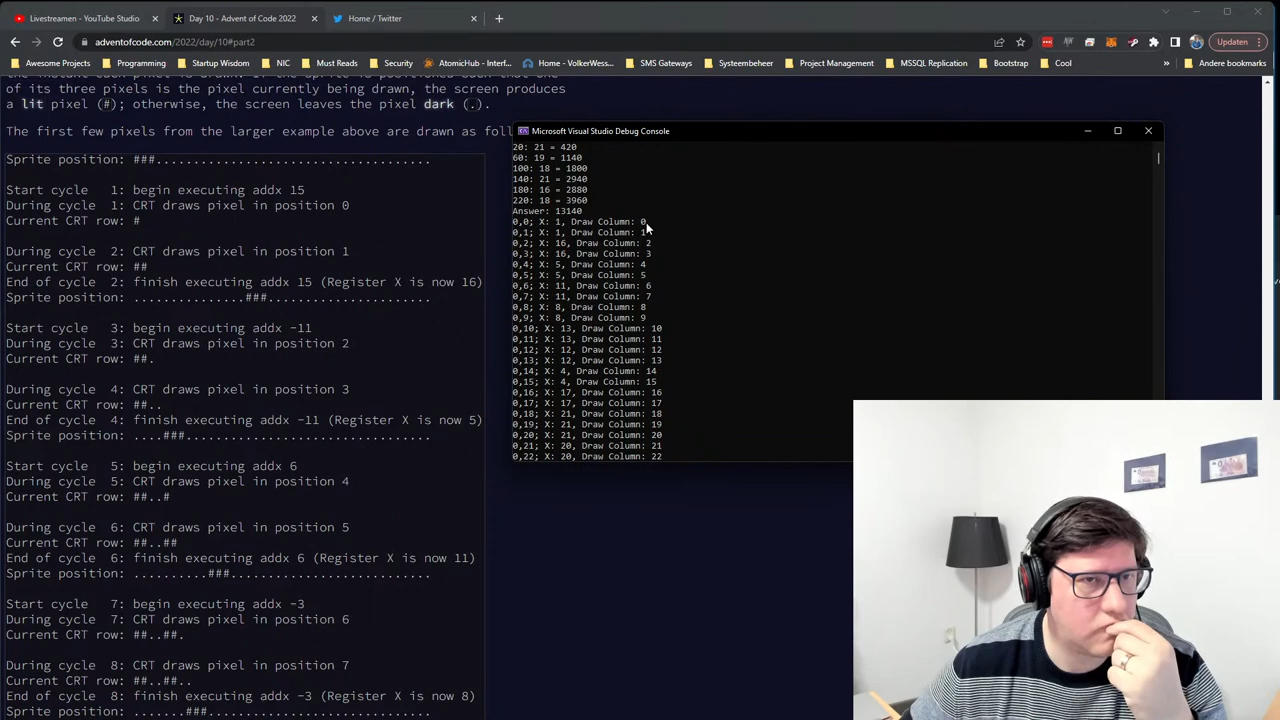 Livestreamen - YouTube Studio
Day 10 - Advent of Code 2022
Home / Twitter
adventofcode.com/2022/day/10#part2
Updaten
Awesome Projects
Programming
Startup Wisdom
NIC
Must Reads
Security
AtomicHub - Interf...
Home - VolkerWess...
SMS Gateways
Systeembeheer
Project Management
MSSQL Replication
Bootstrap
Cool
Andere bookmarks
of its three pixels is the pixel currently being drawn, the screen produces
a lit pixel (#); otherwise, the screen leaves the pixel dark (.).
The first few pixels from the larger example above are drawn as foll
Sprite position: ###.....................................
Start cycle 1: begin executing addx 15
During cycle 1: CRT draws pixel in position 0
Current CRT row: #
During cycle 2: CRT draws pixel in position 1
Current CRT row: ##
End of cycle 2: finish executing addx 15 (Register X is now 16)
Sprite position: ...............###......................
Start cycle 3: begin executing addx -11
During cycle 3: CRT draws pixel in position 2
Current CRT row: ##.
During cycle 4: CRT draws pixel in position 3
Current CRT row: ##..
End of cycle 4: finish executing addx -11 (Register X is now 5)
Sprite position: ....###.................................
Start cycle 5: begin executing addx 6
During cycle 5: CRT draws pixel in position 4
Current CRT row: ##..#
During cycle 6: CRT draws pixel in position 5
Current CRT row: ##..##
End of cycle 6: finish executing addx 6 (Register X is now 11)
Sprite position: ..........###...........................
Start cycle 7: begin executing addx -3
During cycle 7: CRT draws pixel in position 6
Current CRT row: ##..##.
During cycle 8: CRT draws pixel in position 7
Current CRT row: ##..##..
End of cycle 8: finish executing addx -3 (Register X is now 8)
Sprite position: .......###..............................
Microsoft Visual Studio Debug Console
20: 21 = 420
60: 19 = 1140
100: 18 = 1800
140: 21 = 2940
180: 16 = 2880
220: 18 = 3960
Answer: 13140
0,0; X: 1, Draw Column: 0
0,1; X: 1, Draw Column: 1
0,2; X: 16, Draw Column: 2
0,3; X: 16, Draw Column: 3
0,4; X: 5, Draw Column: 4
0,5; X: 5, Draw Column: 5
0,6; X: 11, Draw Column: 6
0,7; X: 11, Draw Column: 7
0,8; X: 8, Draw Column: 8
0,9; X: 8, Draw Column: 9
0,10; X: 13, Draw Column: 10
0,11; X: 13, Draw Column: 11
0,12; X: 12, Draw Column: 12
0,13; X: 12, Draw Column: 13
0,14; X: 4, Draw Column: 14
0,15; X: 4, Draw Column: 15
0,16; X: 17, Draw Column: 16
0,17; X: 17, Draw Column: 17
0,18; X: 21, Draw Column: 18
0,19; X: 21, Draw Column: 19
0,20; X: 21, Draw Column: 20
0,21; X: 20, Draw Column: 21
0,22; X: 20, Draw Column: 22